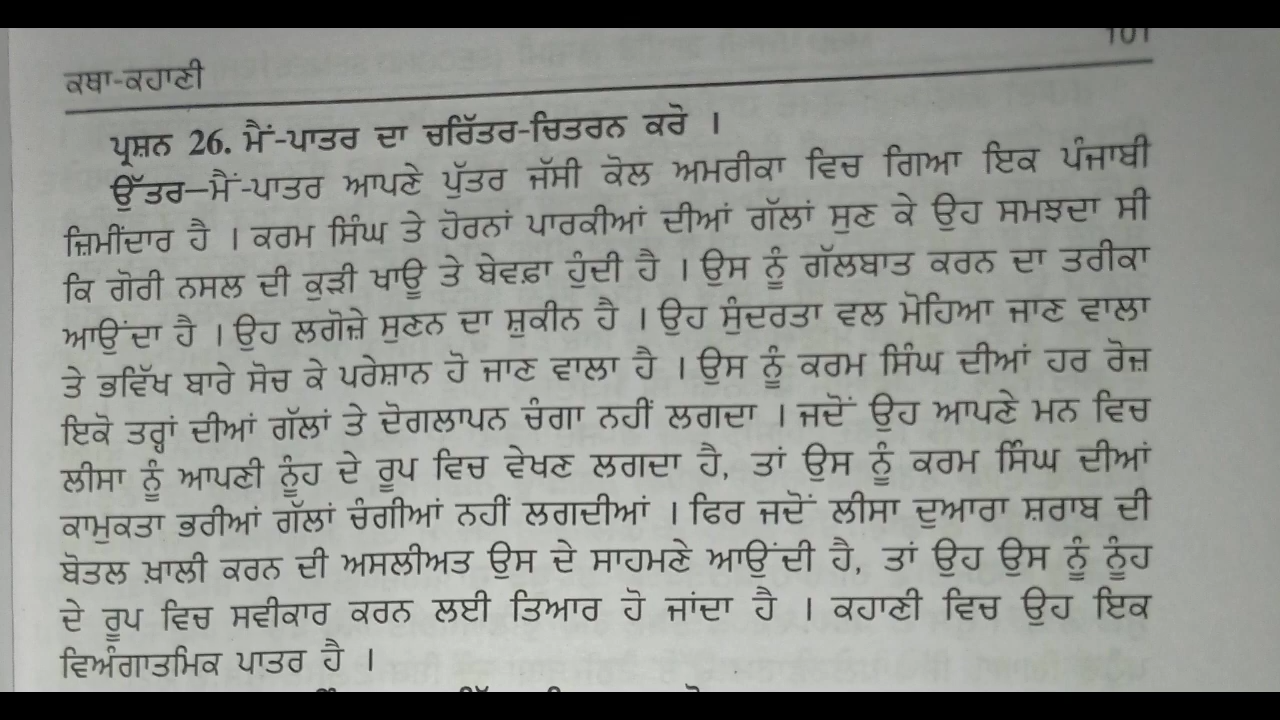 101
ਕਥਾ-ਕਹਾਣੀ
ਪ੍ਰਸ਼ਨ 26. ਮੈਂ-ਪਾਤਰ ਦਾ ਚਰਿੱਤਰ-ਚਿਤਰਨ ਕਰੋ ।
ਉੱਤਰ—ਮੈਂ-ਪਾਤਰ ਆਪਣੇ ਪੁੱਤਰ ਜੱਸੀ ਕੋਲ ਅਮਰੀਕਾ ਵਿਚ ਗਿਆ ਇਕ ਪੰਜਾਬੀ
ਜ਼ਿਮੀਂਦਾਰ ਹੈ । ਕਰਮ ਸਿੰਘ ਤੇ ਹੋਰਨਾਂ ਪਾਰਕੀਆਂ ਦੀਆਂ ਗੱਲਾਂ ਸੁਣ ਕੇ ਉਹ ਸਮਝਦਾ ਸੀ
ਕਿ ਗੋਰੀ ਨਸਲ ਦੀ ਕੁੜੀ ਖਾਊ ਤੇ ਬੇਵਫ਼ਾ ਹੁੰਦੀ ਹੈ । ਉਸ ਨੂੰ ਗੱਲਬਾਤ ਕਰਨ ਦਾ ਤਰੀਕਾ
ਆਉਂਦਾ ਹੈ । ਉਹ ਲਗੋਜ਼ੇ ਸੁਣਨ ਦਾ ਸ਼ੁਕੀਨ ਹੈ । ਉਹ ਸੁੰਦਰਤਾ ਵਲ ਮੋਹਿਆ ਜਾਣ ਵਾਲਾ
ਤੇ ਭਵਿੱਖ ਬਾਰੇ ਸੋਚ ਕੇ ਪਰੇਸ਼ਾਨ ਹੋ ਜਾਣ ਵਾਲਾ ਹੈ । ਉਸ ਨੂੰ ਕਰਮ ਸਿੰਘ ਦੀਆਂ ਹਰ ਰੋਜ਼
ਇਕੋ ਤਰ੍ਹਾਂ ਦੀਆਂ ਗੱਲਾਂ ਤੇ ਦੋਗਲਾਪਨ ਚੰਗਾ ਨਹੀਂ ਲਗਦਾ । ਜਦੋਂ ਉਹ ਆਪਣੇ ਮਨ ਵਿਚ
ਲੀਸਾ ਨੂੰ ਆਪਣੀ ਨੂੰਹ ਦੇ ਰੂਪ ਵਿਚ ਵੇਖਣ ਲਗਦਾ ਹੈ, ਤਾਂ ਉਸ ਨੂੰ ਕਰਮ ਸਿੰਘ ਦੀਆਂ
ਕਾਮੁਕਤਾ ਭਰੀਆਂ ਗੱਲਾਂ ਚੰਗੀਆਂ ਨਹੀਂ ਲਗਦੀਆਂ । ਫਿਰ ਜਦੋਂ ਲੀਸਾ ਦੁਆਰਾ ਸ਼ਰਾਬ ਦੀ
ਬੋਤਲ ਖ਼ਾਲੀ ਕਰਨ ਦੀ ਅਸਲੀਅਤ ਉਸ ਦੇ ਸਾਹਮਣੇ ਆਉਂਦੀ ਹੈ, ਤਾਂ ਉਹ ਉਸ ਨੂੰ ਨੂੰਹ
ਦੇ ਰੂਪ ਵਿਚ ਸਵੀਕਾਰ ਕਰਨ ਲਈ ਤਿਆਰ ਹੋ ਜਾਂਦਾ ਹੈ । ਕਹਾਣੀ ਵਿਚ ਉਹ ਇਕ
ਵਿਅੰਗਾਤਮਿਕ ਪਾਤਰ ਹੈ ।